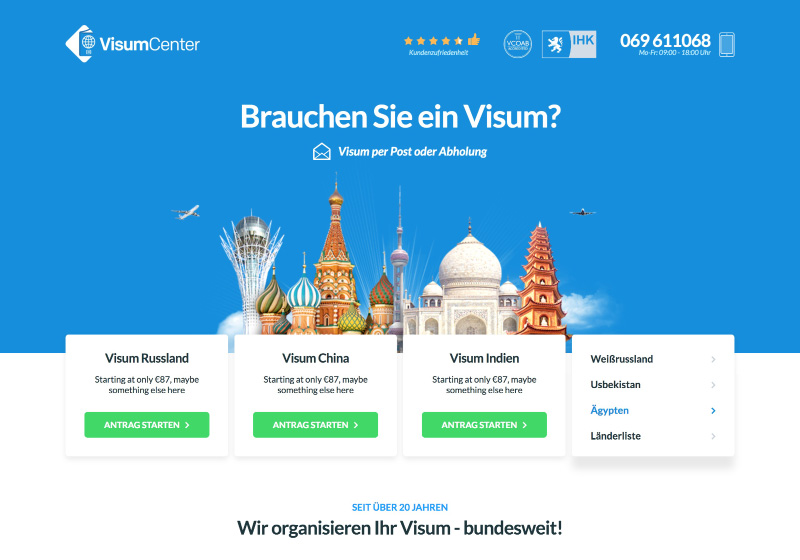 VisumCenter
Kundenzufriedenheit
VCOAB
IHK
069 611068
Mo-Fr: 09:00 - 18:00 Uhr
Brauchen Sie ein Visum?
Visum per Post oder Abholung
Visum Russland
Starting at only €87, maybe
something else here
ANTRAG STARTEN
Visum China
Starting at only €87, maybe
something else here
ANTRAG STARTEN
Visum Indien
Starting at only €87, maybe
something else here
ANTRAG STARTEN
Weißrussland
Usbekistan
Ägypten
Länderliste
SEIT ÜBER 20 JAHREN
Wir organisieren Ihr Visum - bundesweit!